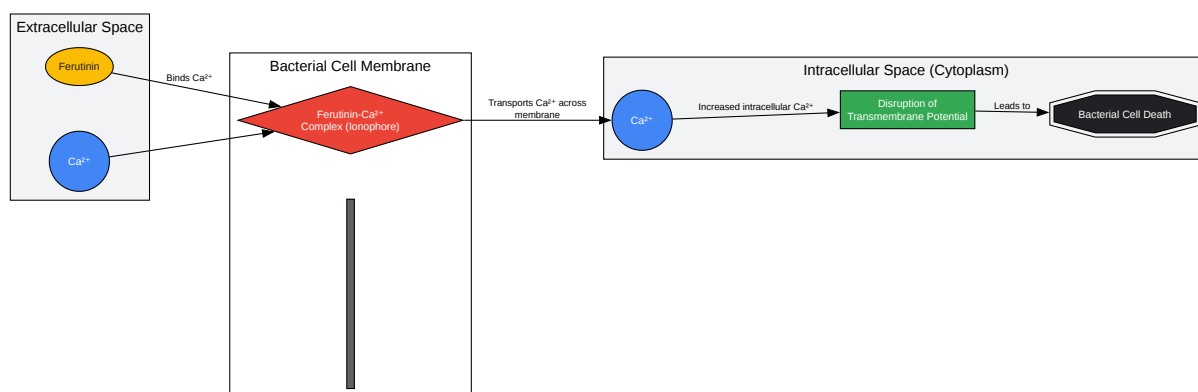 Extracellular Space
Ferutinin
Ca²⁺
Binds Ca²⁺
Bacterial Cell Membrane
Ferutinin-Ca²⁺
Complex (Ionophore)
Transports Ca²⁺ across
membrane
Intracellular Space (Cytoplasm)
Ca²⁺
Increased intracellular Ca²⁺
Disruption of
Transmembrane Potential
Leads to
Bacterial Cell Death